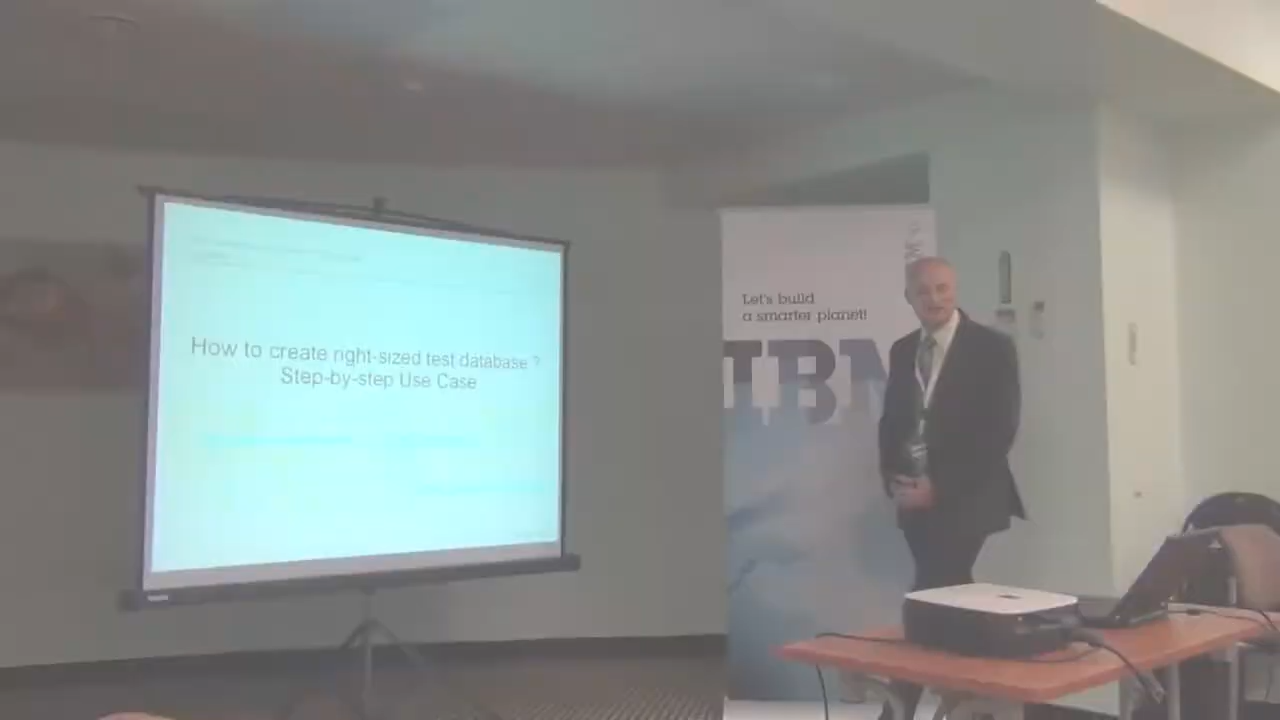 How to create right-sized test database ?
Step-by-step Use Case
Let's build
a smarter planet!
IBM